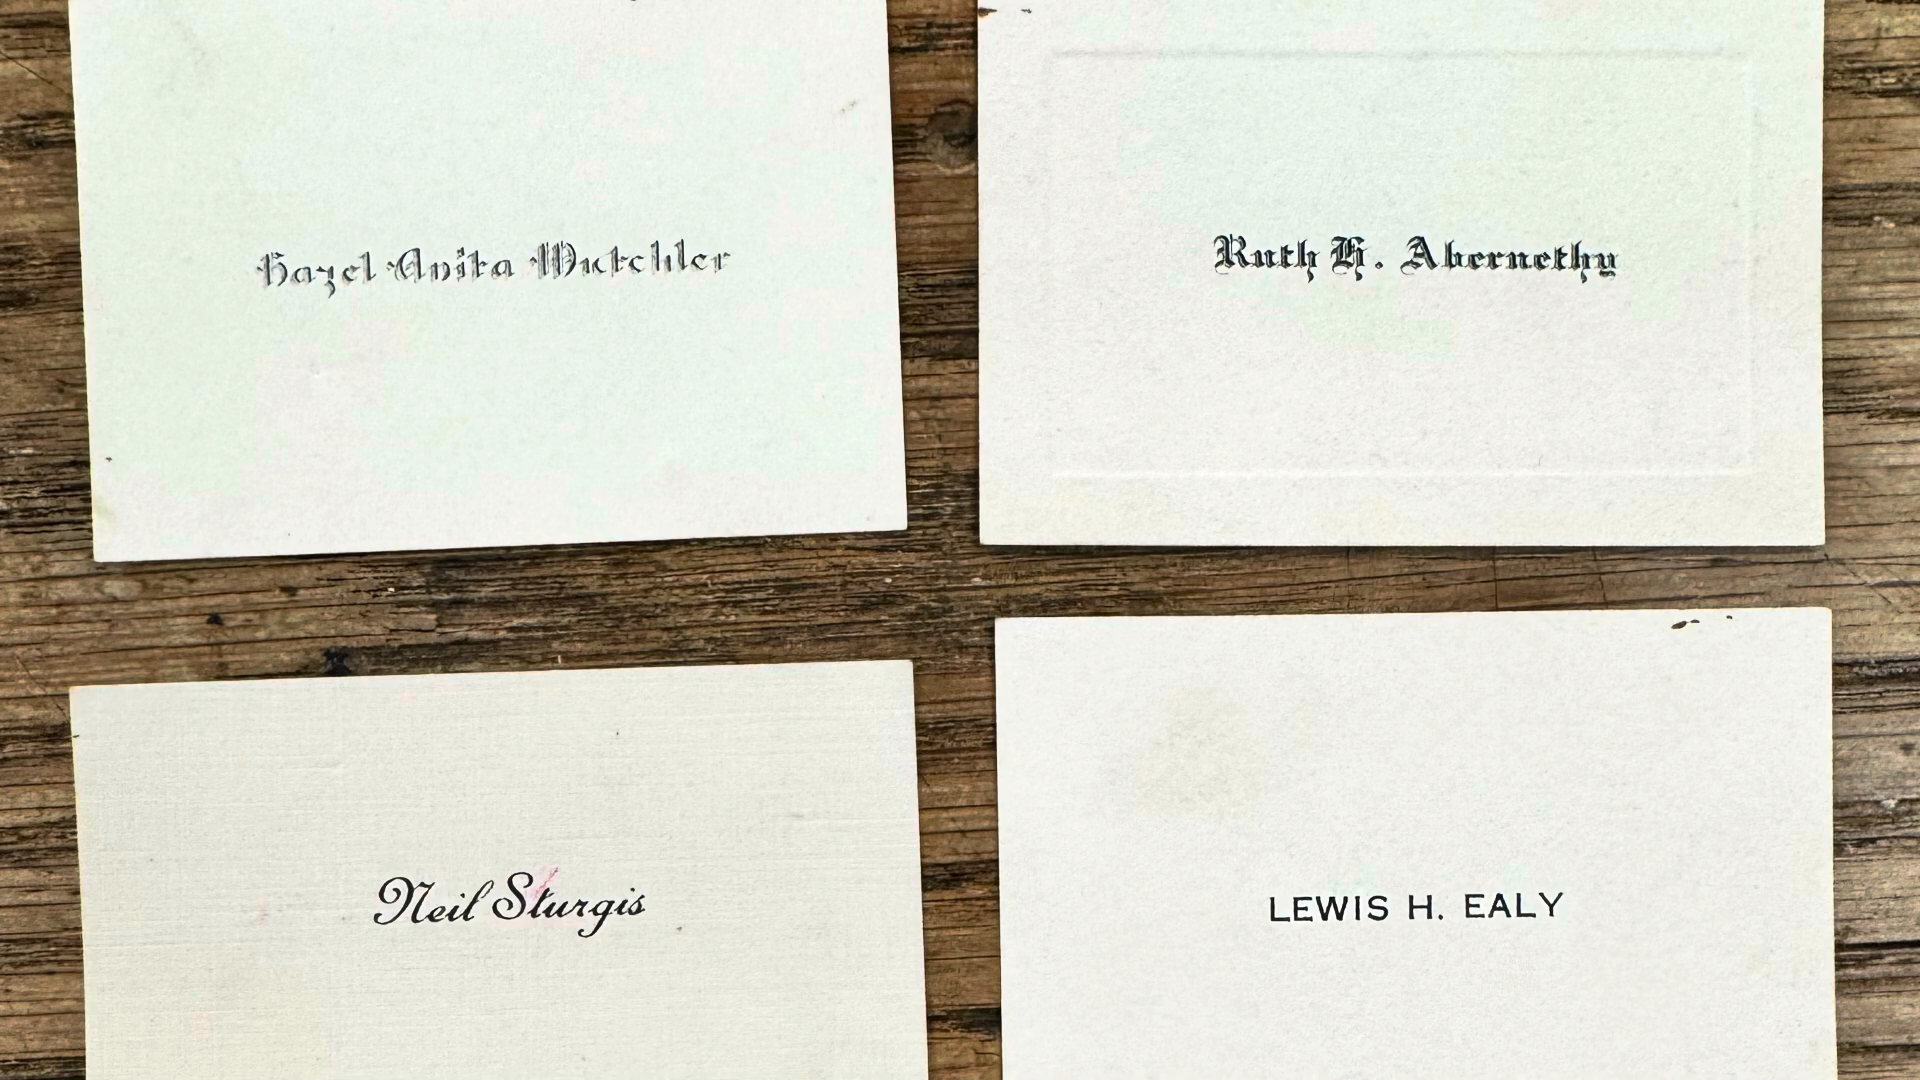 Hazel Anita Mutchler
Ruth H. Abernethy
Neil Sturgis
LEWIS H. EALY